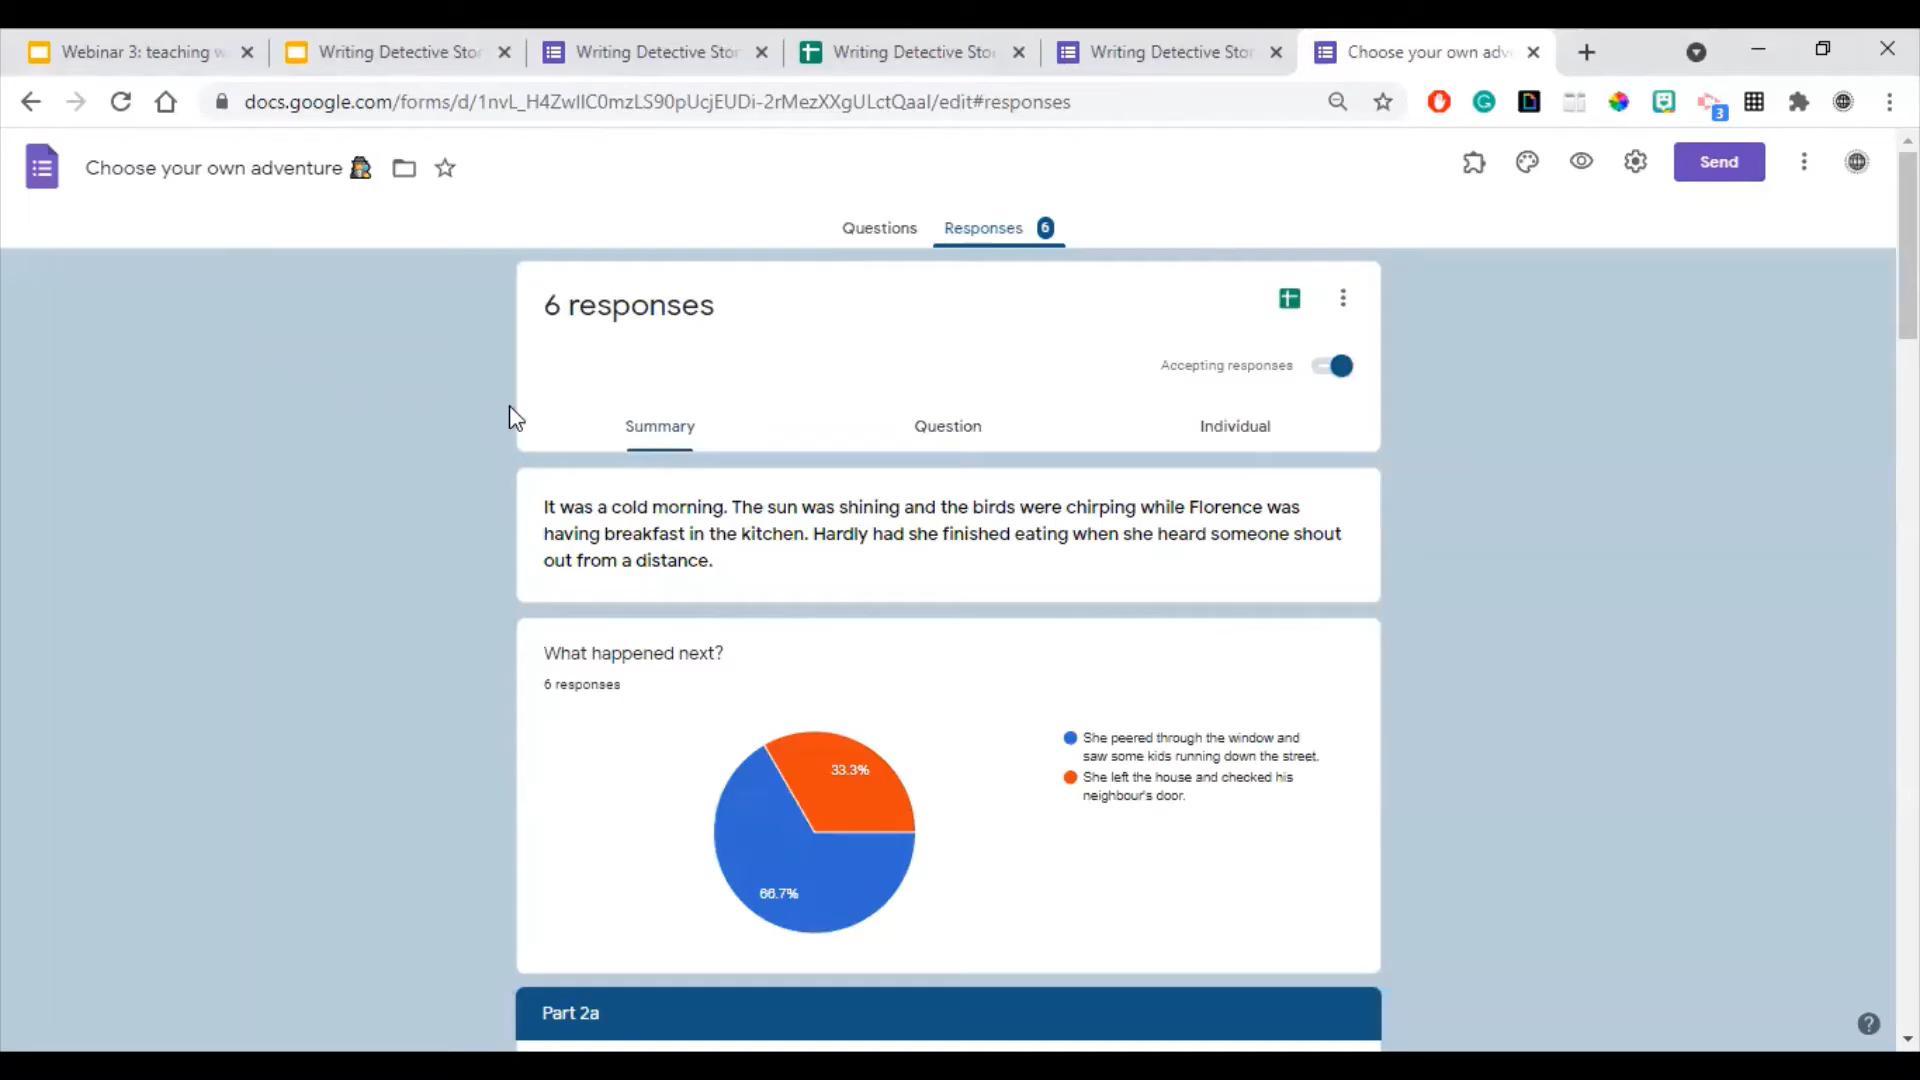 Webinar 3: teaching w
Writing Detective Stor
Writing Detective Stor
Writing Detective Stor
Writing Detective Stor
Choose your own adve
docs.google.com/forms/d/1nvL_H4ZwIIC0mzLS90pUcjEUDi-2rMezXXgULctQaaI/edit#responses
3
Choose your own adventure
Send
Questions
Responses 6
6 responses
Accepting responses
Summary
Question
Individual
It was a cold morning. The sun was shining and the birds were chirping while Florence was
having breakfast in the kitchen. Hardly had she finished eating when she heard someone shout
out from a distance.
What happened next?
6 responses
She peered through the window and
saw some kids running down the street.
She left the house and checked his
neighbour's door.
33.3%
66.7%
Part 2a